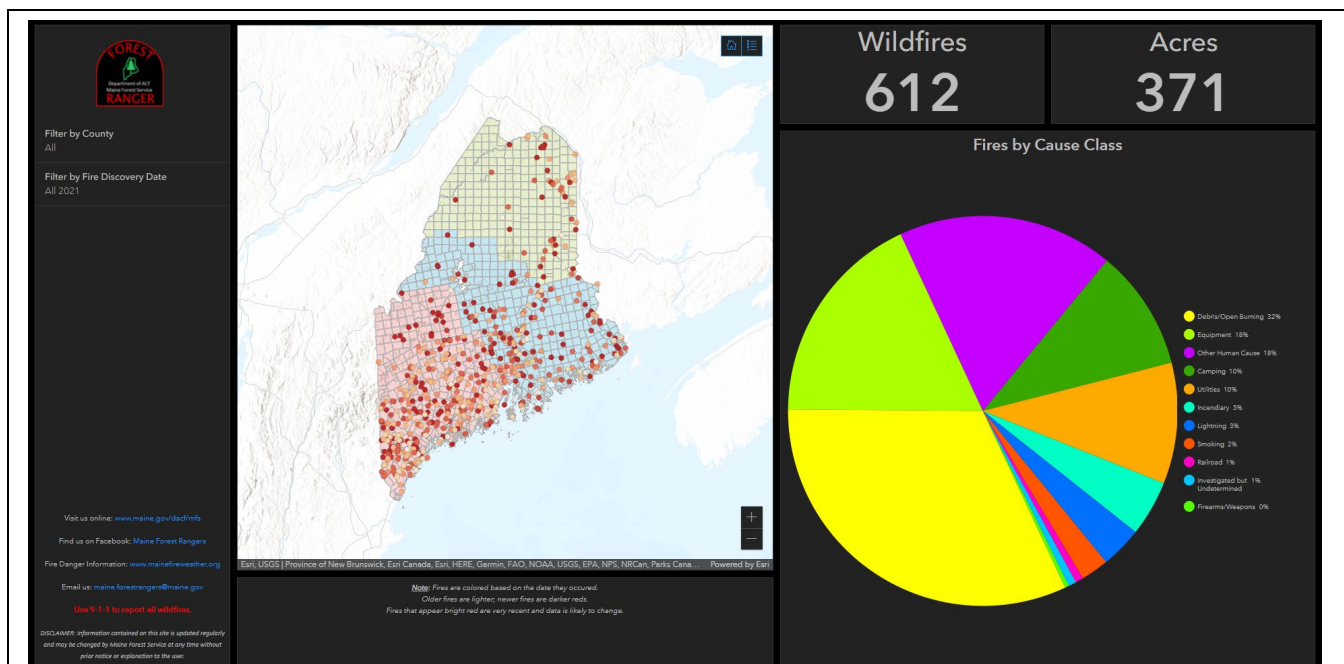 FOREST
Department of ACF
Maine Forest Service
RANGER
Filter by County
All
Filter by Fire Discovery Date
All 2021
Visit us online: www.maine.gov/dacf/mfs
Find us on Facebook: Maine Forest Rangers
Fire Danger Information: www.mainefireweather.org
Email us: maine.forestrangers@maine.gov
Use 9-1-1 to report all wildfires.
DISCLAIMER: Information contained on this site is updated regularly
and may be changed by Maine Forest Service at any time without
prior notice or explanation to the user.
Esri, USGS | Province of New Brunswick, Esri Canada, Esri, HERE, Garmin, FAO, NOAA, USGS, EPA, NPS, NRCan, Parks Cana... Powered by Esri
Note: Fires are colored based on the date they occured.
Older fires are lighter; newer fires are darker reds.
Fires that appear bright red are very recent and data is likely to change.
Wildfires
612
Acres
371
Fires by Cause Class
Debris/Open Burning 32%
Equipment 18%
Other Human Cause 18%
Camping 10%
Utilities 10%
Incendiary 5%
Lightning 3%
Smoking 2%
Railroad 1%
Investigated but 1%
Undetermined
Firearms/Weapons 0%